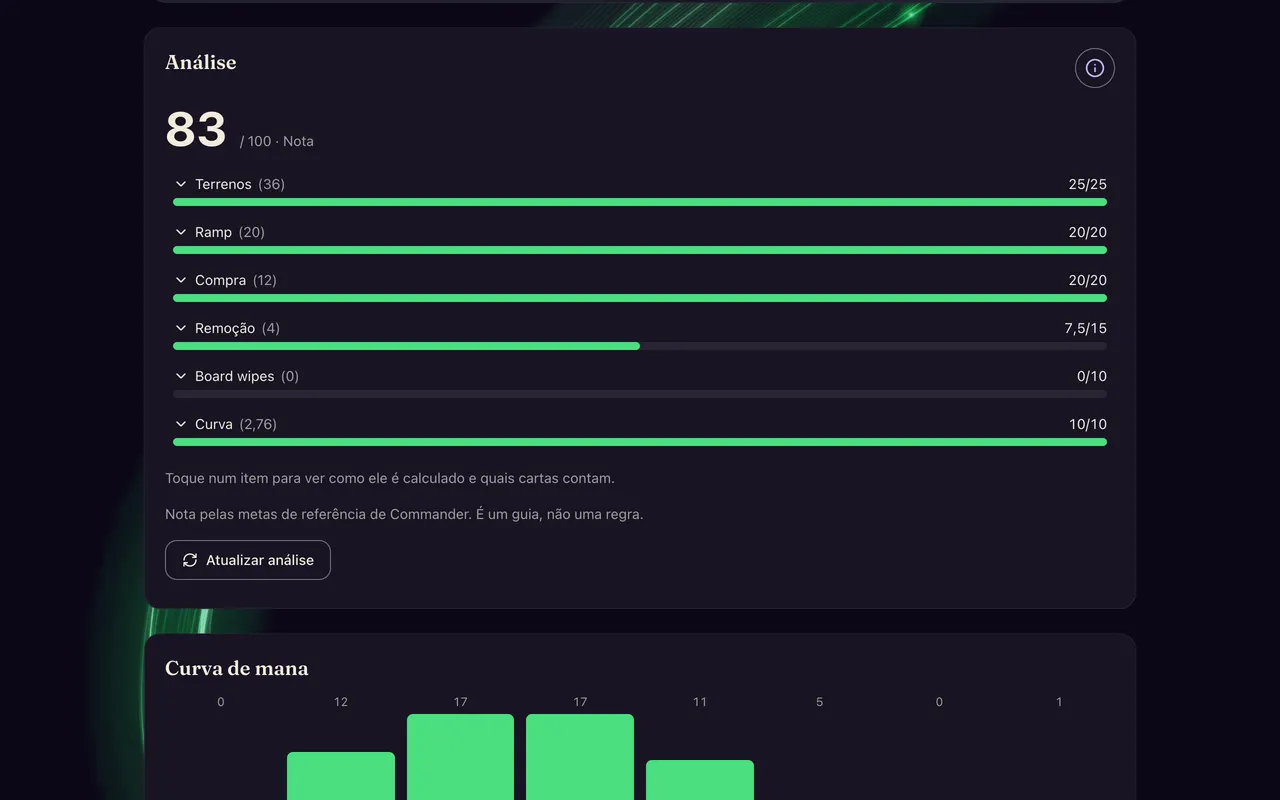 Análise
83 / 100 · Nota
Terrenos (36) 25/25
Ramp (20) 20/20
Compra (12) 20/20
Remoção (4) 7,5/15
Board wipes (0) 0/10
Curva (2,76) 10/10
Toque num item para ver como ele é calculado e quais cartas contam.
Nota pelas metas de referência de Commander. É um guia, não uma regra.
Atualizar análise
Curva de mana
0 12 17 17 11 5 0 1